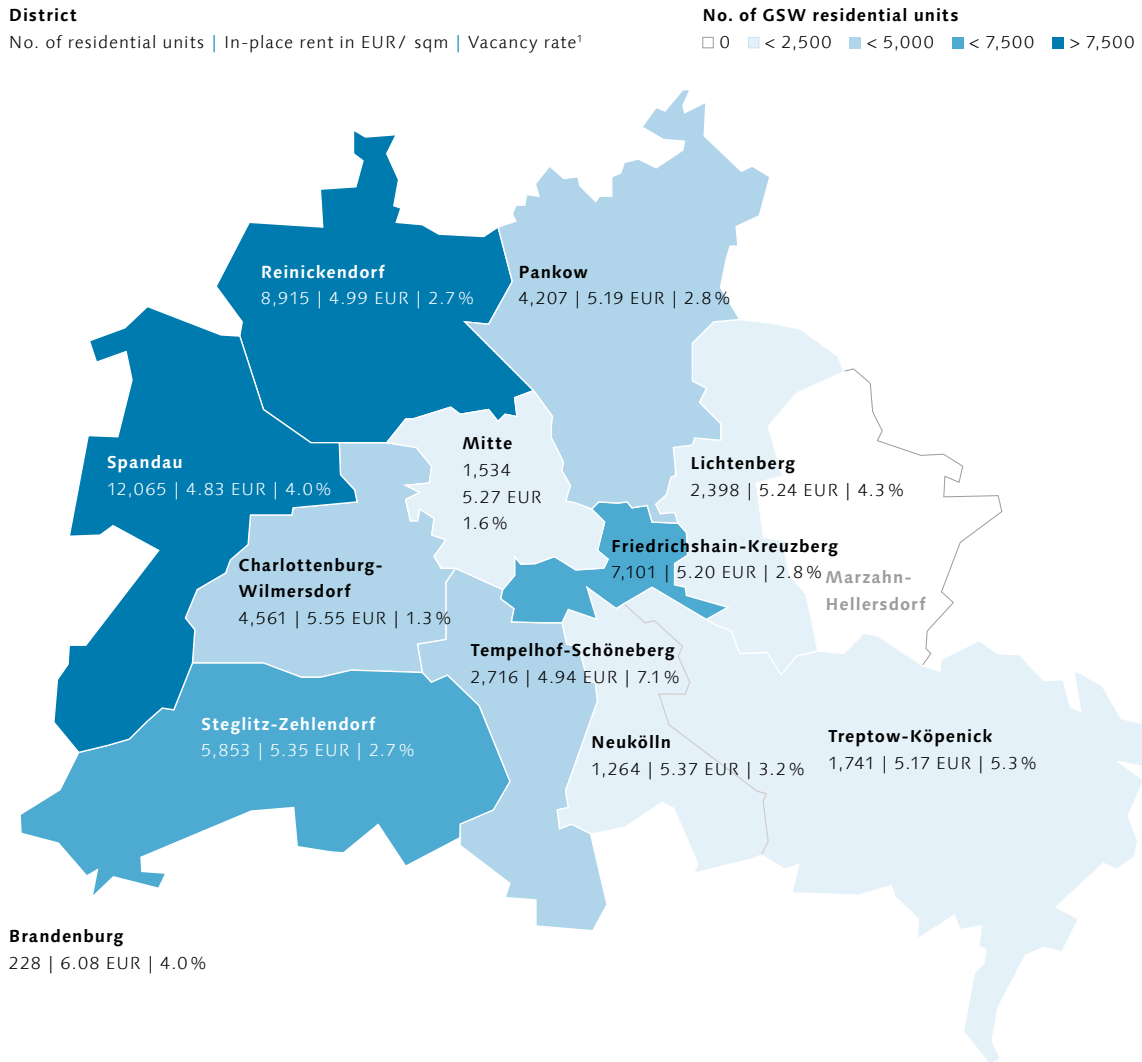 District
No. of residential units | In-place rent in EUR/ sqm | Vacancy rate¹
No. of GSW residential units
0 < 2,500 < 5,000 < 7,500 > 7,500
Reinickendorf
8,915 | 4.99 EUR | 2.7 %
Pankow
4,207 | 5.19 EUR | 2.8 %
Mitte
1,534
5.27 EUR
1.6 %
Spandau
12,065 | 4.83 EUR | 4.0 %
Lichtenberg
2,398 | 5.24 EUR | 4.3 %
Friedrichshain-Kreuzberg
7,101 | 5.20 EUR | 2.8 %
Charlottenburg-
Wilmersdorf
4,561 | 5.55 EUR | 1.3 %
Marzahn-
Hellersdorf
Tempelhof-Schöneberg
2,716 | 4.94 EUR | 7.1 %
Steglitz-Zehlendorf
5,853 | 5.35 EUR | 2.7 %
Neukölln
1,264 | 5.37 EUR | 3.2 %
Treptow-Köpenick
1,741 | 5.17 EUR | 5.3 %
Brandenburg
228 | 6.08 EUR | 4.0 %